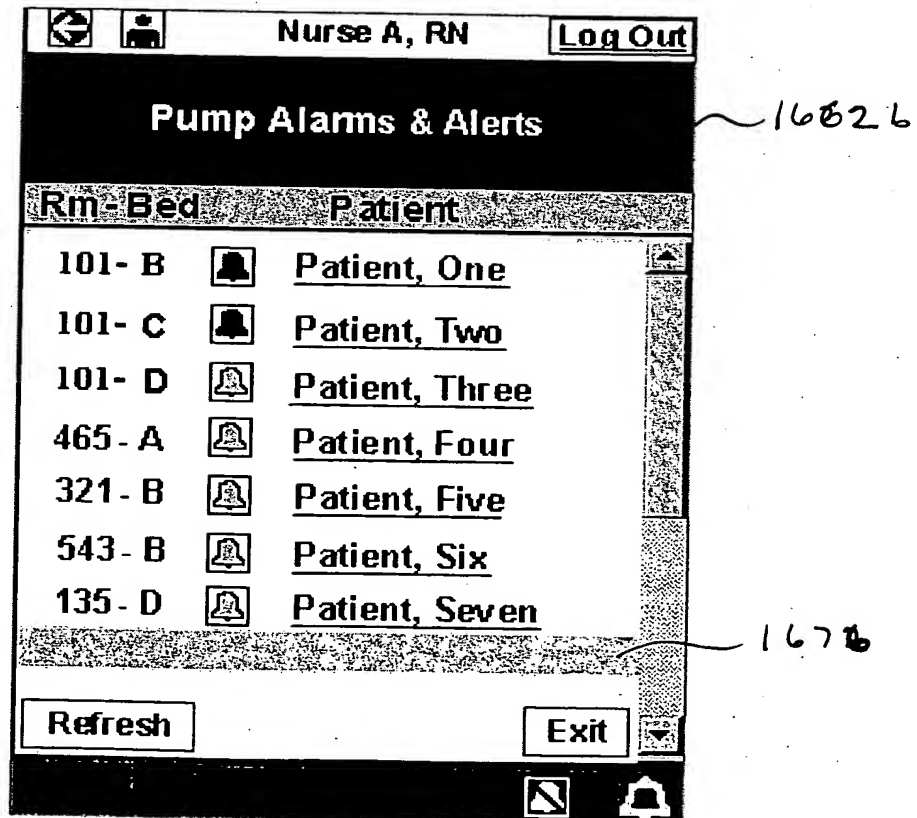 Nurse A, RN Log Out
Pump Alarms & Alerts
Rm-Bed Patient
101- B Patient, One
101- C Patient, Two
101- D Patient, Three
465- A Patient, Four
321- B Patient, Five
543- B Patient, Six
135- D Patient, Seven
Refresh Exit